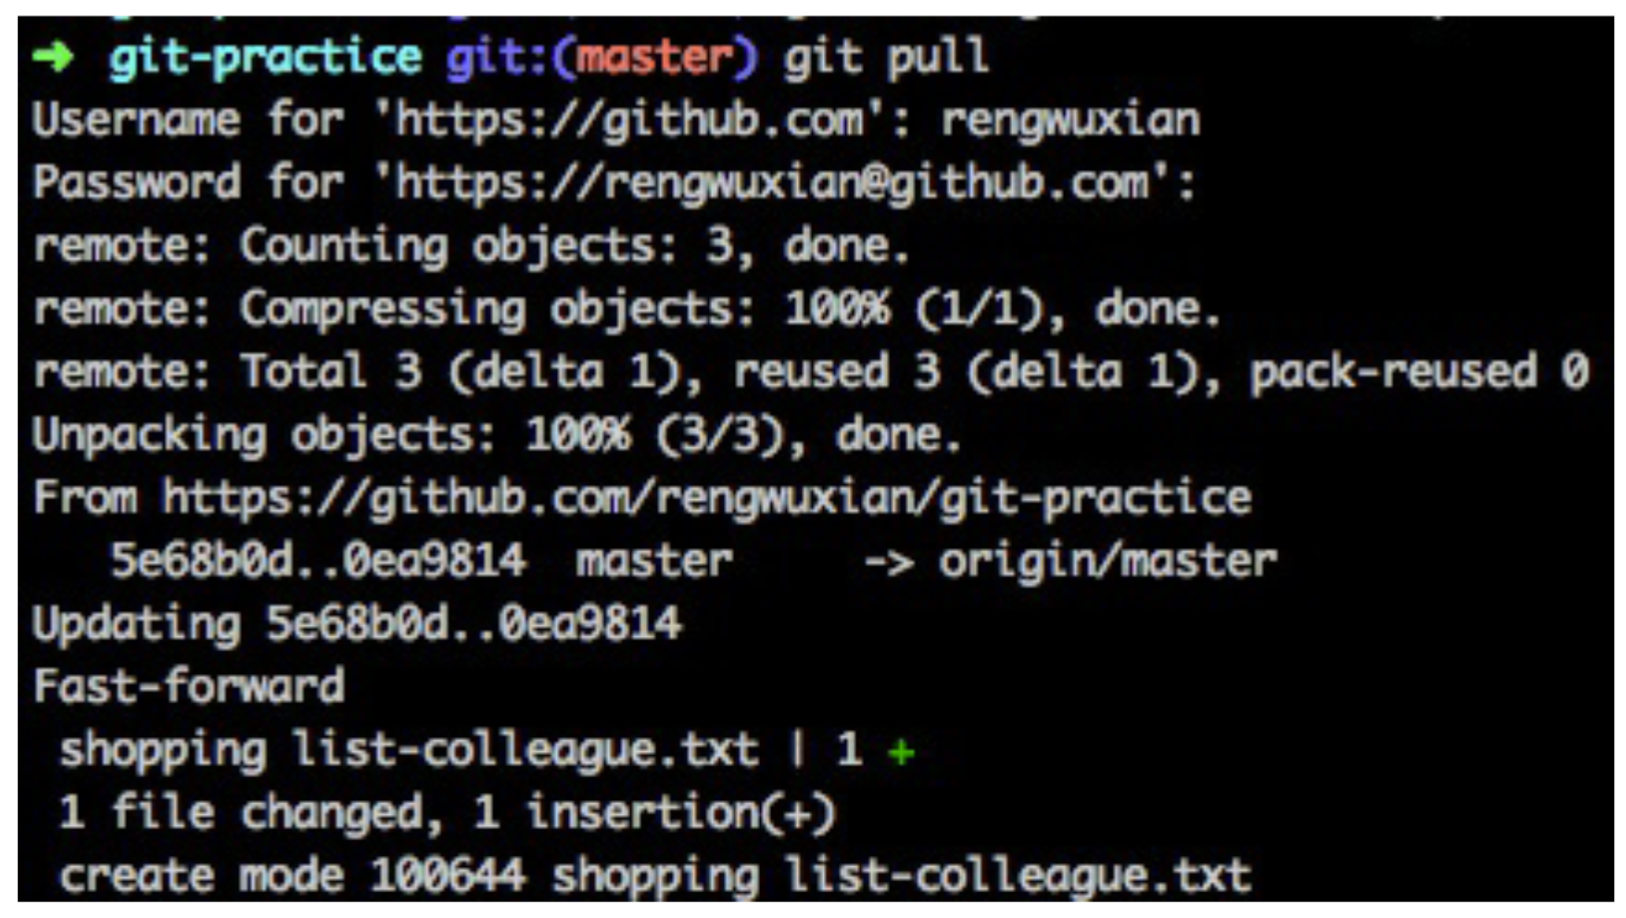 ➜ git-practice git:(master) git pull
Username for 'https://github.com': rengwuxian
Password for 'https://rengwuxian@github.com':
remote: Counting objects: 3, done.
remote: Compressing objects: 100% (1/1), done.
remote: Total 3 (delta 1), reused 3 (delta 1), pack-reused 0
Unpacking objects: 100% (3/3), done.
From https://github.com/rengwuxian/git-practice
   5e68b0d..0ea9814  master     -> origin/master
Updating 5e68b0d..0ea9814
Fast-forward
 shopping list-colleague.txt | 1 +
 1 file changed, 1 insertion(+)
 create mode 100644 shopping list-colleague.txt